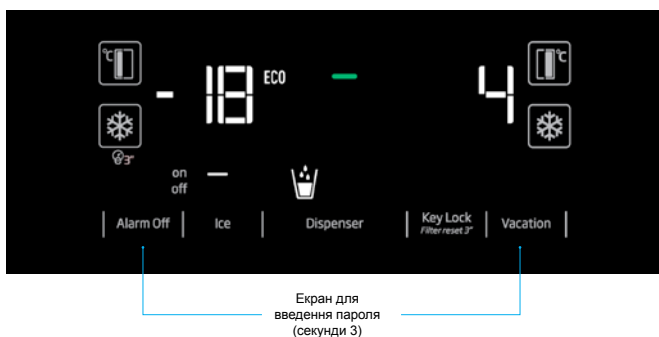 °C
- 18 ECO
4
°C
3"
on
off
Alarm Off
Ice
Dispenser
Key Lock
Filter reset 3"
Vacation
Екран для
введення пароля
(секунди 3)